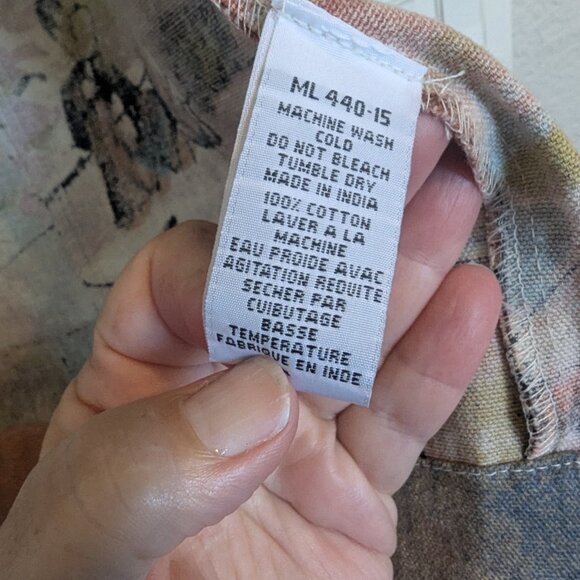 ML 440-15
MACHINE WASH
COLD
DO NOT BLEACH
TUMBLE DRY
MADE IN INDIA
100% COTTON
LAVER A LA
MACHINE
EAU PROIDE AVAC
AGITATION REDUITE
SECHER PAR
CUIBUTAGE
BASSE
TEMPERATURE
FABRIQUE EN INDE